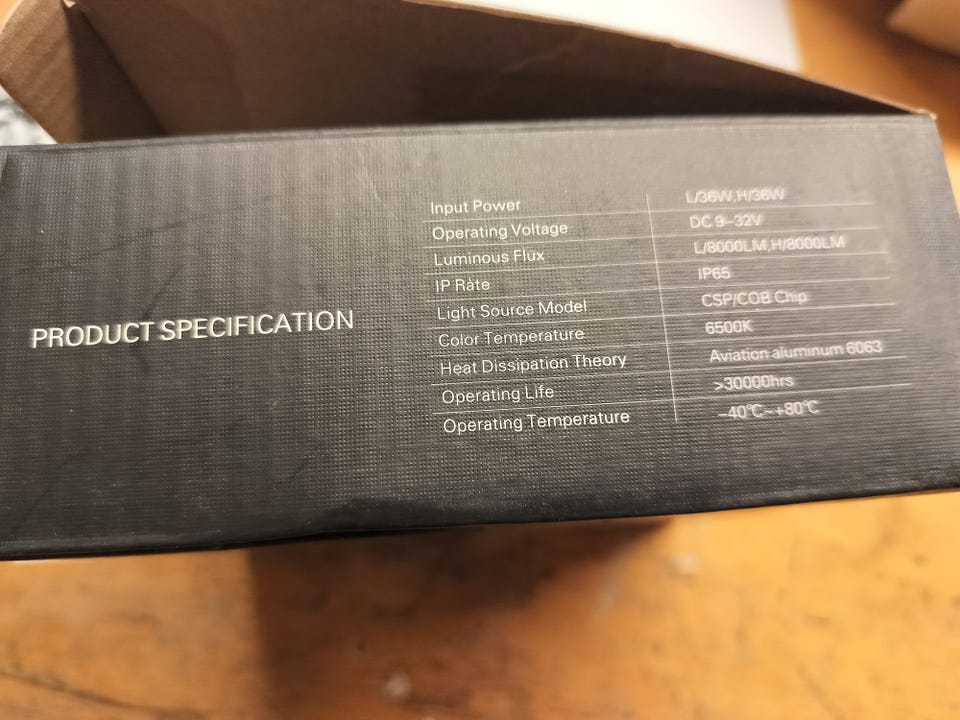 PRODUCT SPECIFICATION
Input Power L/36W,H/36W
Operating Voltage DC 9~32V
Luminous Flux L/8000LM,H/8000LM
IP Rate IP65
Light Source Model CSP/COB Chip
Color Temperature 6500K
Heat Dissipation Theory Aviation aluminum 6063
Operating Life >30000hrs
Operating Temperature -40℃~+80℃